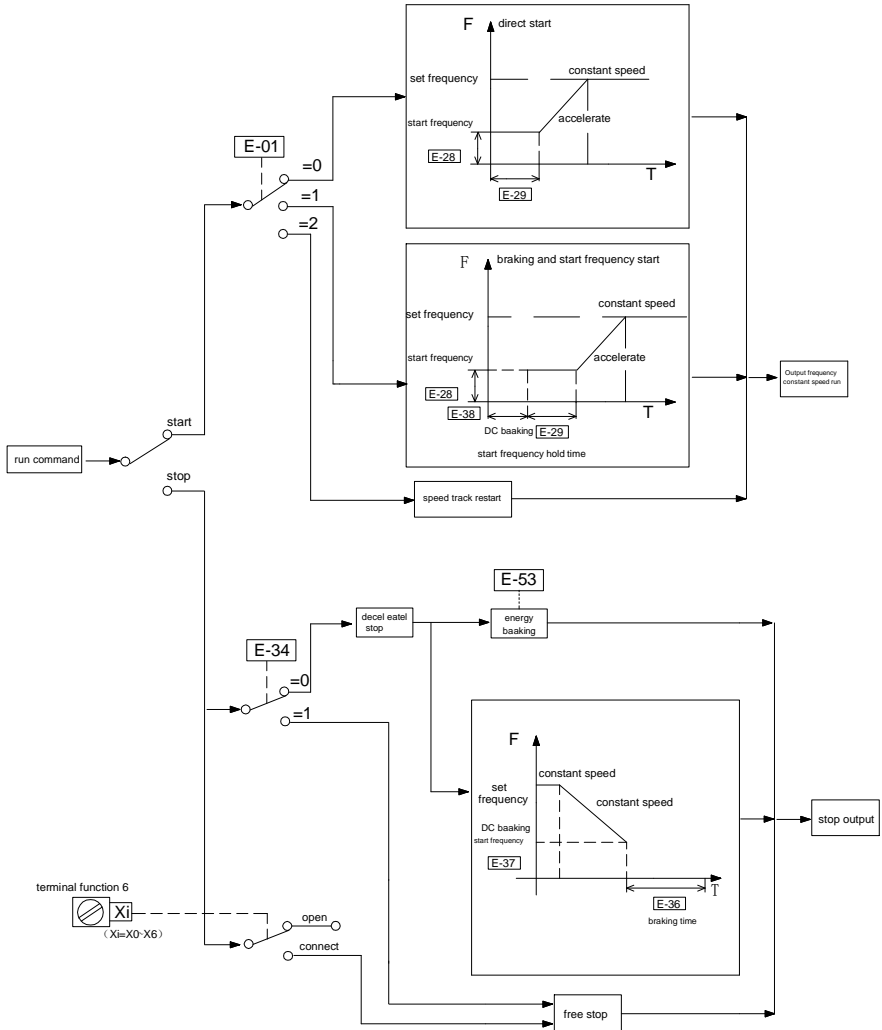 F
direct start
set frequency
constant speed
start frequency
accelerate
E-28
T
E-29
E-01
=0
=1
=2
F
braking and start frequency start
constant speed
set frequency
start frequency
accelerate
E-28
E-38
T
DC baaking
E-29
start frequency hold time
Output frequency
constant speed run
start
run command
stop
speed track restart
E-53
decel eatel
stop
energy
baaking
E-34
=0
=1
F
constant speed
set
frequency
constant speed
DC baaking
start frequency
E-37
T
E-36
braking time
stop output
terminal function 6
Xi
(Xi=X0~X6)
open
connect
free stop